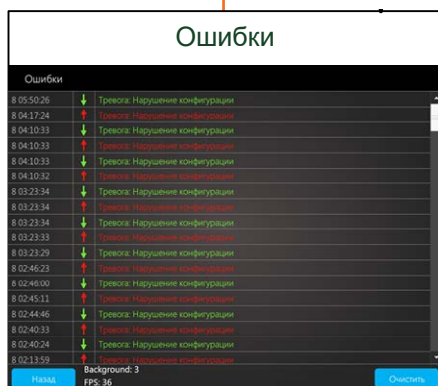 Ошибки
Ошибки
8 05:50:26 Тревога: Нарушение конфигурации
8 04:17:24 Тревога: Нарушение конфигурации
8 04:10:33 Тревога: Нарушение конфигурации
8 04:10:33 Тревога: Нарушение конфигурации
8 04:10:33 Тревога: Нарушение конфигурации
8 04:10:32 Тревога: Нарушение конфигурации
8 03:23:34 Тревога: Нарушение конфигурации
8 03:23:34 Тревога: Нарушение конфигурации
8 03:23:34 Тревога: Нарушение конфигурации
8 03:23:33 Тревога: Нарушение конфигурации
8 03:23:29 Тревога: Нарушение конфигурации
8 02:46:23 Тревога: Нарушение конфигурации
8 02:46:00 Тревога: Нарушение конфигурации
8 02:45:11 Тревога: Нарушение конфигурации
8 02:44:46 Тревога: Нарушение конфигурации
8 02:40:33 Тревога: Нарушение конфигурации
8 02:40:24 Тревога: Нарушение конфигурации
8 02:13:59 Тревога: Нарушение конфигурации
Назад
Background: 3
FPS: 36
Очистить